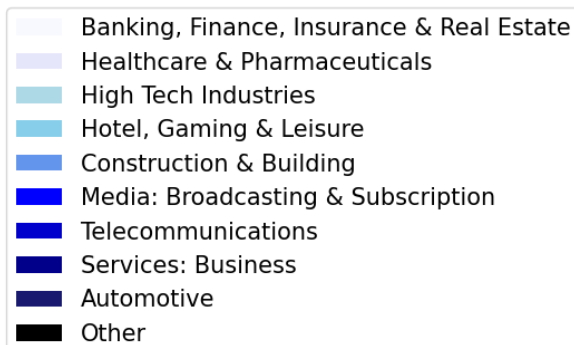 Banking, Finance, Insurance & Real Estate
Healthcare & Pharmaceuticals
High Tech Industries
Hotel, Gaming & Leisure
Construction & Building
Media: Broadcasting & Subscription
Telecommunications
Services: Business
Automotive
Other